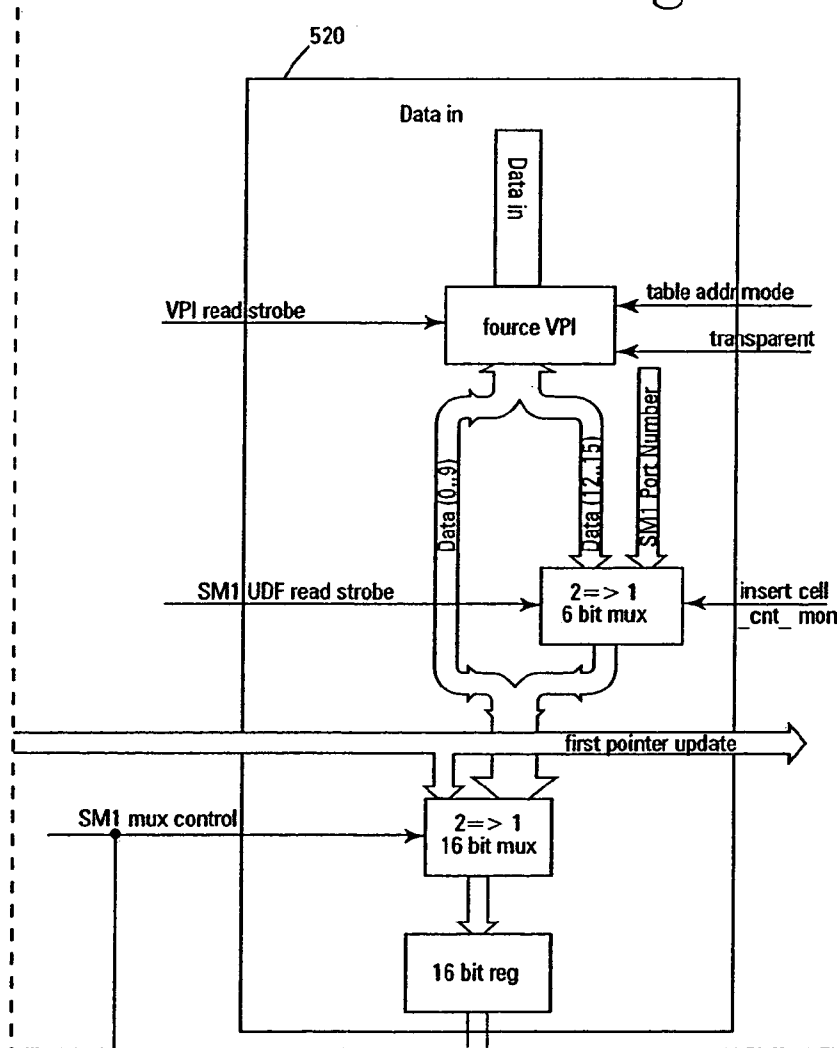 520
Data in
Data in
VPI read strobe
table addr mode
fource VPI
transparent
Data (0..9)
Data (12..15)
SM1 Port Number
SM1 UDF read strobe
2=> 1
6 bit mux
insert cell
_cnt_ mon
first pointer update
SM1 mux control
2=> 1
16 bit mux
16 bit reg